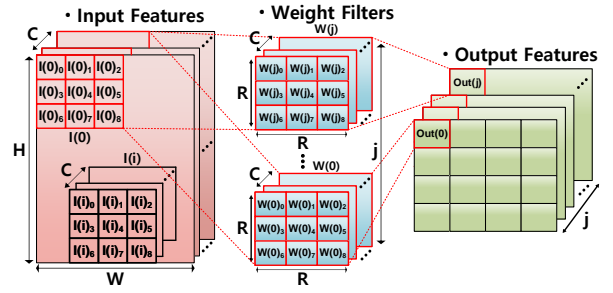 • Input Features
• Weight Filters
• Output Features
C
I(0)₀ I(0)₁ I(0)₂
I(0)₃ I(0)₄ I(0)₅
I(0)₆ I(0)₇ I(0)₈
I(0)
H
C
I(i)
I(i)₀ I(i)₁ I(i)₂
I(i)₃ I(i)₄ I(i)₅
I(i)₆ I(i)₇ I(i)₈
W
C
W(j)
W(j)₀ W(j)₁ W(j)₂
W(j)₃ W(j)₄ W(j)₅
W(j)₆ W(j)₇ W(j)₈
R
R
j
C
W(0)
W(0)₀ W(0)₁ W(0)₂
W(0)₃ W(0)₄ W(0)₅
W(0)₆ W(0)₇ W(0)₈
R
R
Out(j)
Out(0)
j